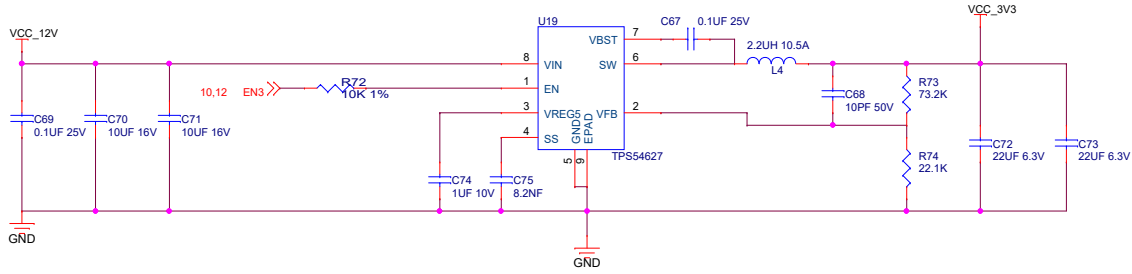 VCC_12V
C69
0.1UF 25V
C70
10UF 16V
C71
10UF 16V
GND
10,12 EN3
R72
10K 1%
U19
8 VIN
1 EN
3 VREG5
4 SS
VBST 7
SW 6
VFB 2
GND
EPAD
5
9
TPS54627
C74
1UF 10V
C75
8.2NF
GND
C67 0.1UF 25V
2.2UH 10.5A
L4
C68
10PF 50V
R73
73.2K
R74
22.1K
VCC_3V3
C72
22UF 6.3V
C73
22UF 6.3V